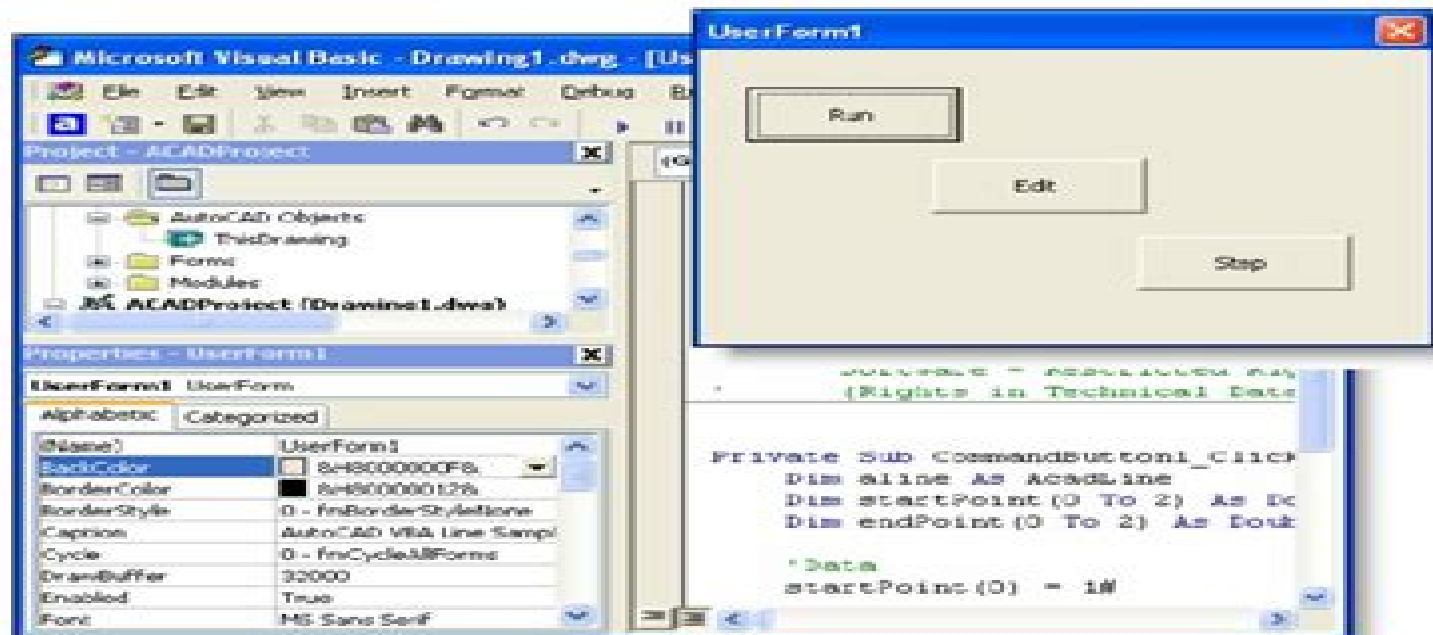 UserForm1
Run
Edit
Step
Microsoft Visual Basic - Drawing1.dwg - [Us
File Edit View Insert Format Debug
Project - ACADProject
AutoCAD Objects
ThisDrawing
Forms
Modules
ACADProject (Drawing1.dwg)
Properties - UserForm1
UserForm1 UserForm
Alphabetic Categorized
(Name) UserForm1
BackColor &H8000000F&
BorderColor &H80000012&
BorderStyle 0 - fmBorderStyleNone
Caption AutoCAD VBA Line Sampl
Cycle 0 - fmCycleAllForms
DrawBuffer 32000
Enabled True
Font MS Sans Serif
(Rights in Technical Data
Private Sub CommandButton1_Click
Dim aline As AcadLine
Dim startPoint(0 To 2) As Do
Dim endPoint(0 To 2) As Doub
'Data
startPoint(0) = 1#